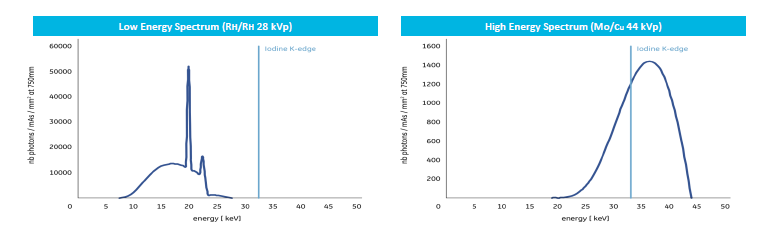 Low Energy Spectrum (RH/RH 28 kVp)
60000
50000
40000
30000
20000
10000
Iodine K-edge
nb photons / mAs / mm² at 750mm
0 5 10 15 20 25 30 35 40 45 50
energy [ keV]
High Energy Spectrum (Mo/Cu 44 kVp)
1600
1400
1200
1000
800
600
400
200
Iodine K-edge
nb photons / mAs / mm² at 750mm
0 5 10 15 20 25 30 35 40 45 50
energy [ keV]